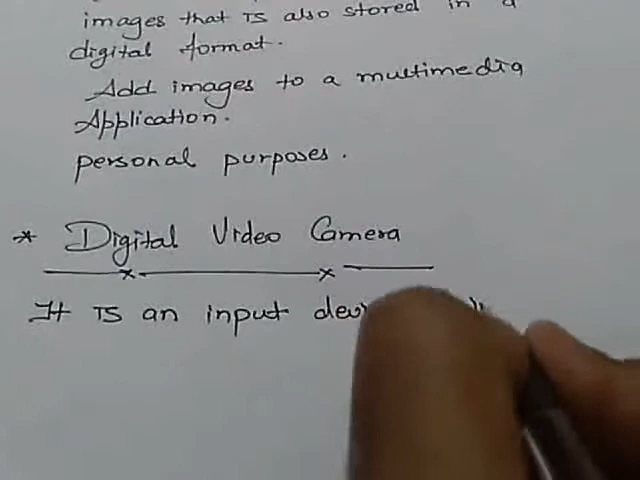 images that is also stored in a
digital format.
Add images to a multimedia
Application.
personal purposes.
* Digital Video Camera
It is an input